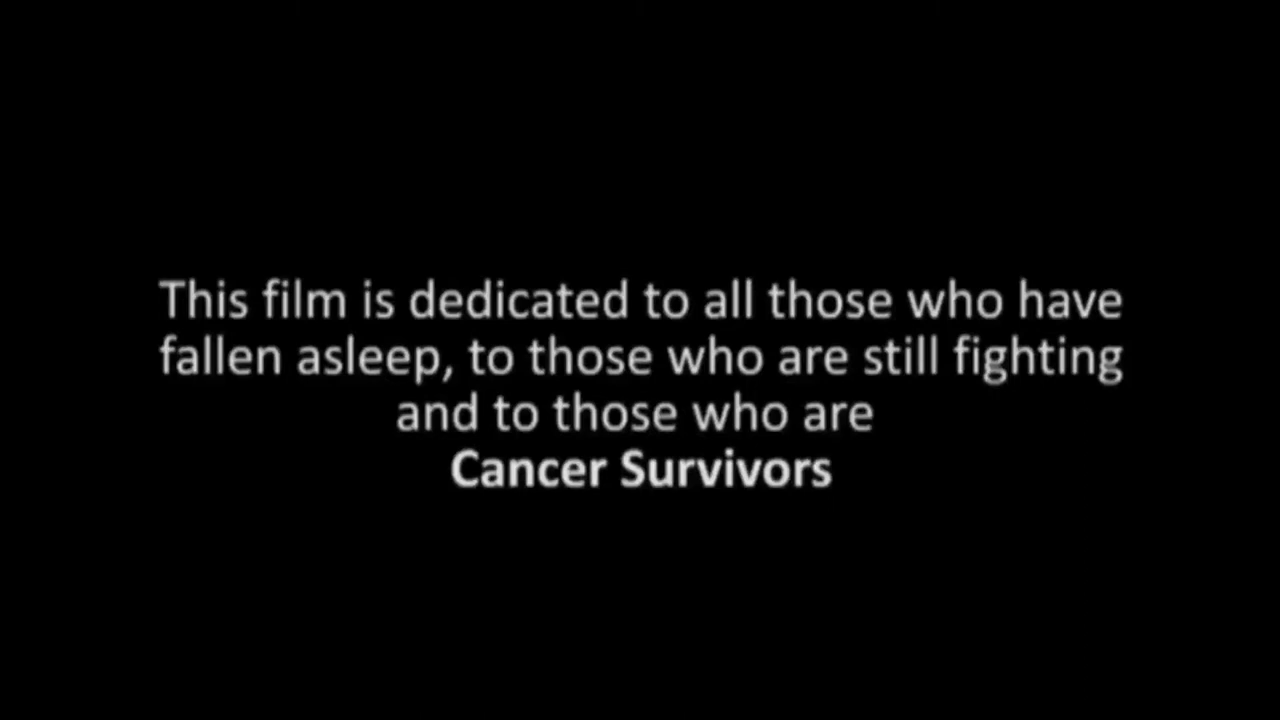 This film is dedicated to all those who have
fallen asleep, to those who are still fighting
and to those who are
Cancer Survivors